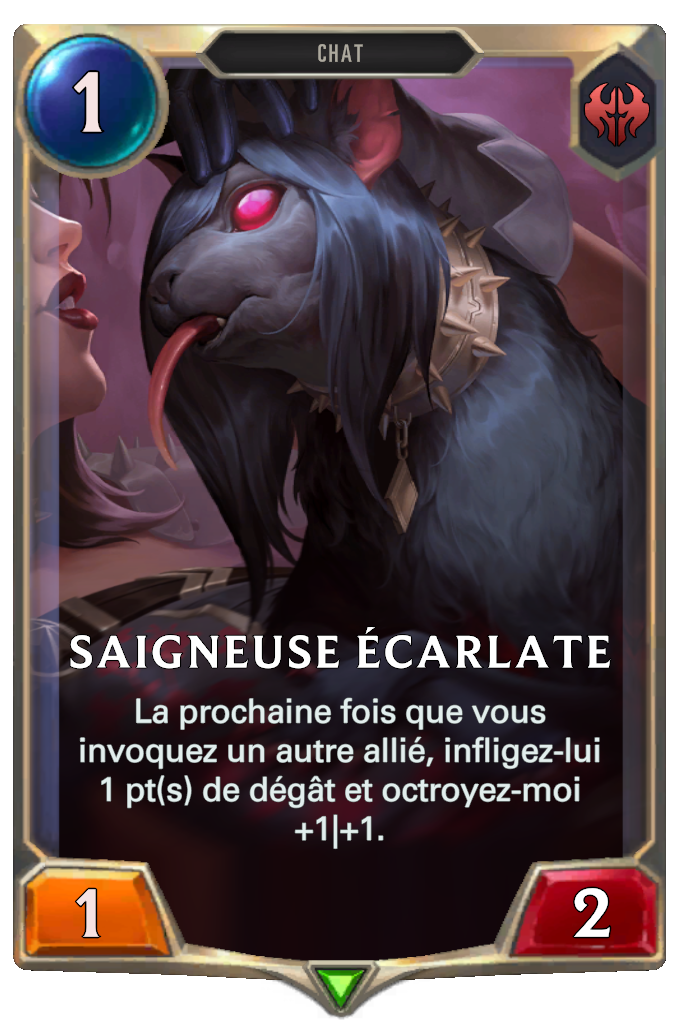 CHAT
1
SAIGNEUSE ÉCARLATE
La prochaine fois que vous
invoquez un autre allié, infligez-lui
1 pt(s) de dégât et octroyez-moi
+1|+1.
1
2